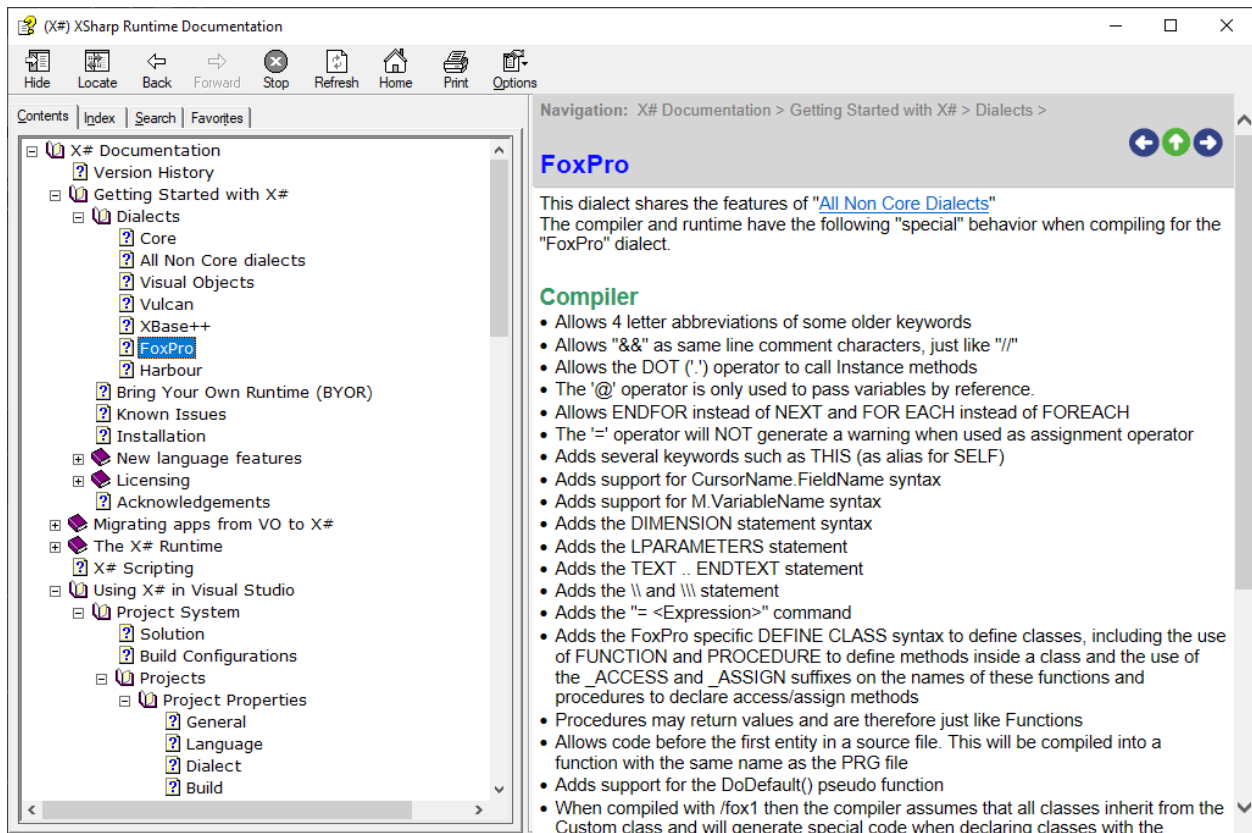 (X#) XSharp Runtime Documentation
Hide Locate Back Forward Stop Refresh Home Print Options
Contents Index Search Favorites
X# Documentation
Version History
Getting Started with X#
Dialects
Core
All Non Core dialects
Visual Objects
Vulcan
XBase++
FoxPro
Harbour
Bring Your Own Runtime (BYOR)
Known Issues
Installation
New language features
Licensing
Acknowledgements
Migrating apps from VO to X#
The X# Runtime
X# Scripting
Using X# in Visual Studio
Project System
Solution
Build Configurations
Projects
Project Properties
General
Language
Dialect
Build
Navigation: X# Documentation > Getting Started with X# > Dialects >
FoxPro
This dialect shares the features of "All Non Core Dialects"
The compiler and runtime have the following "special" behavior when compiling for the
"FoxPro" dialect.
Compiler
• Allows 4 letter abbreviations of some older keywords
• Allows "&&" as same line comment characters, just like "//"
• Allows the DOT ('.') operator to call Instance methods
• The '@' operator is only used to pass variables by reference.
• Allows ENDFOR instead of NEXT and FOR EACH instead of FOREACH
• The '=' operator will NOT generate a warning when used as assignment operator
• Adds several keywords such as THIS (as alias for SELF)
• Adds support for CursorName.FieldName syntax
• Adds support for M.VariableName syntax
• Adds the DIMENSION statement syntax
• Adds the LPARAMETERS statement
• Adds the TEXT .. ENDTEXT statement
• Adds the \\ and \\\ statement
• Adds the "= <Expression>" command
• Adds the FoxPro specific DEFINE CLASS syntax to define classes, including the use
of FUNCTION and PROCEDURE to define methods inside a class and the use of
the _ACCESS and _ASSIGN suffixes on the names of these functions and
procedures to declare access/assign methods
• Procedures may return values and are therefore just like Functions
• Allows code before the first entity in a source file. This will be compiled into a
function with the same name as the PRG file
• Adds support for the DoDefault() pseudo function
• When compiled with /fox1 then the compiler assumes that all classes inherit from the
Custom class and will generate special code when declaring classes with the